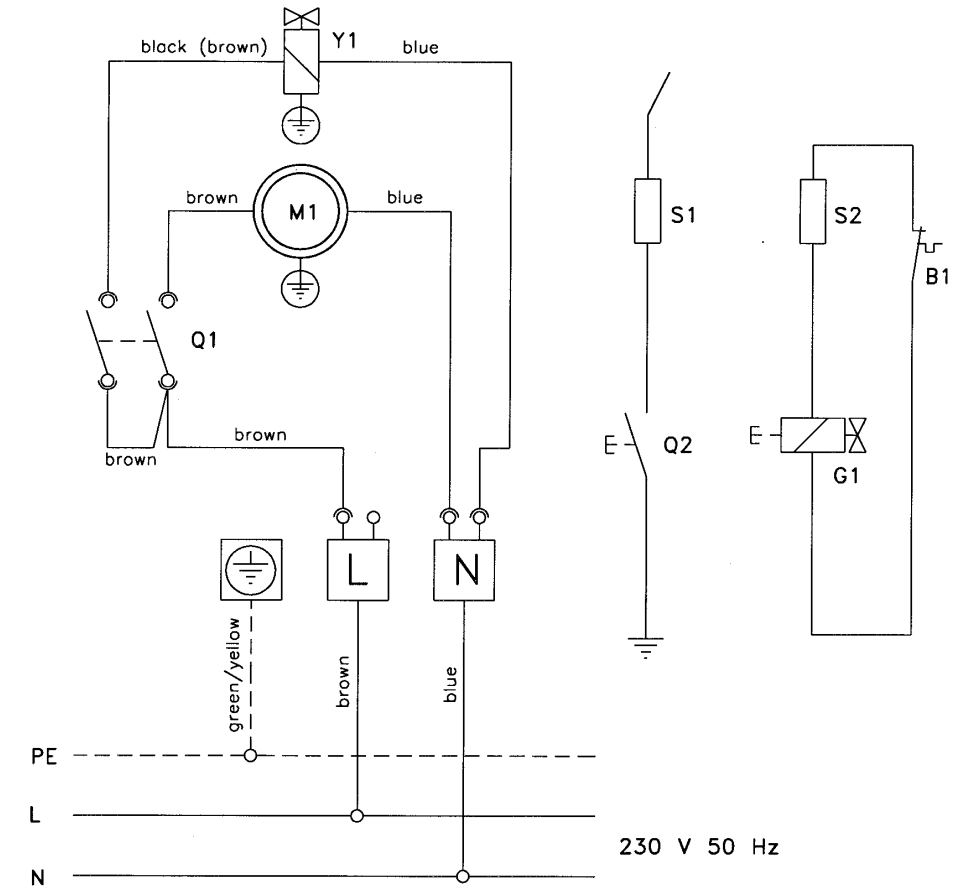 Y1
black (brown)
blue
brown
M1
blue
S1
S2
B1
Q1
brown
brown
Q2
G1
L
N
green/yellow
brown
blue
PE
L
N
230 V 50 Hz